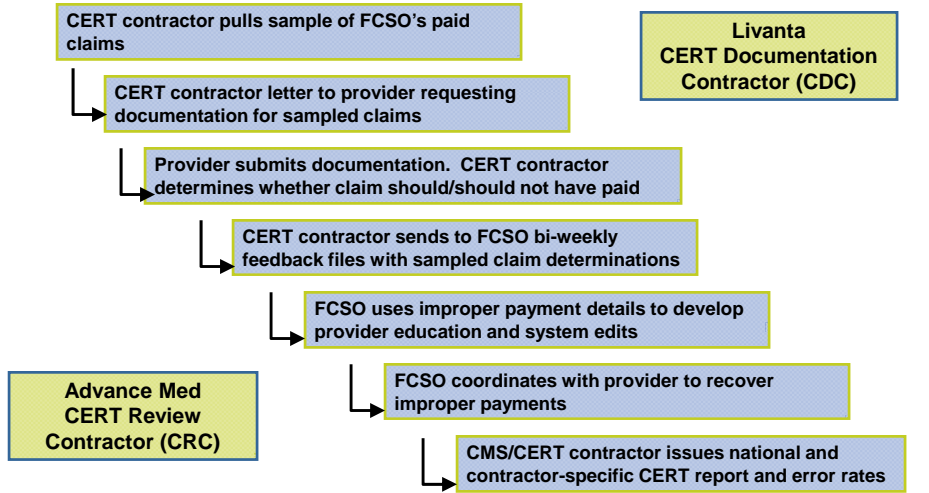 CERT contractor pulls sample of FCSO's paid
claims
Livanta
CERT Documentation
Contractor (CDC)
CERT contractor letter to provider requesting
documentation for sampled claims
Provider submits documentation. CERT contractor
determines whether claim should/should not have paid
CERT contractor sends to FCSO bi-weekly
feedback files with sampled claim determinations
FCSO uses improper payment details to develop
provider education and system edits
FCSO coordinates with provider to recover
improper payments
Advance Med
CERT Review
Contractor (CRC)
CMS/CERT contractor issues national and
contractor-specific CERT report and error rates